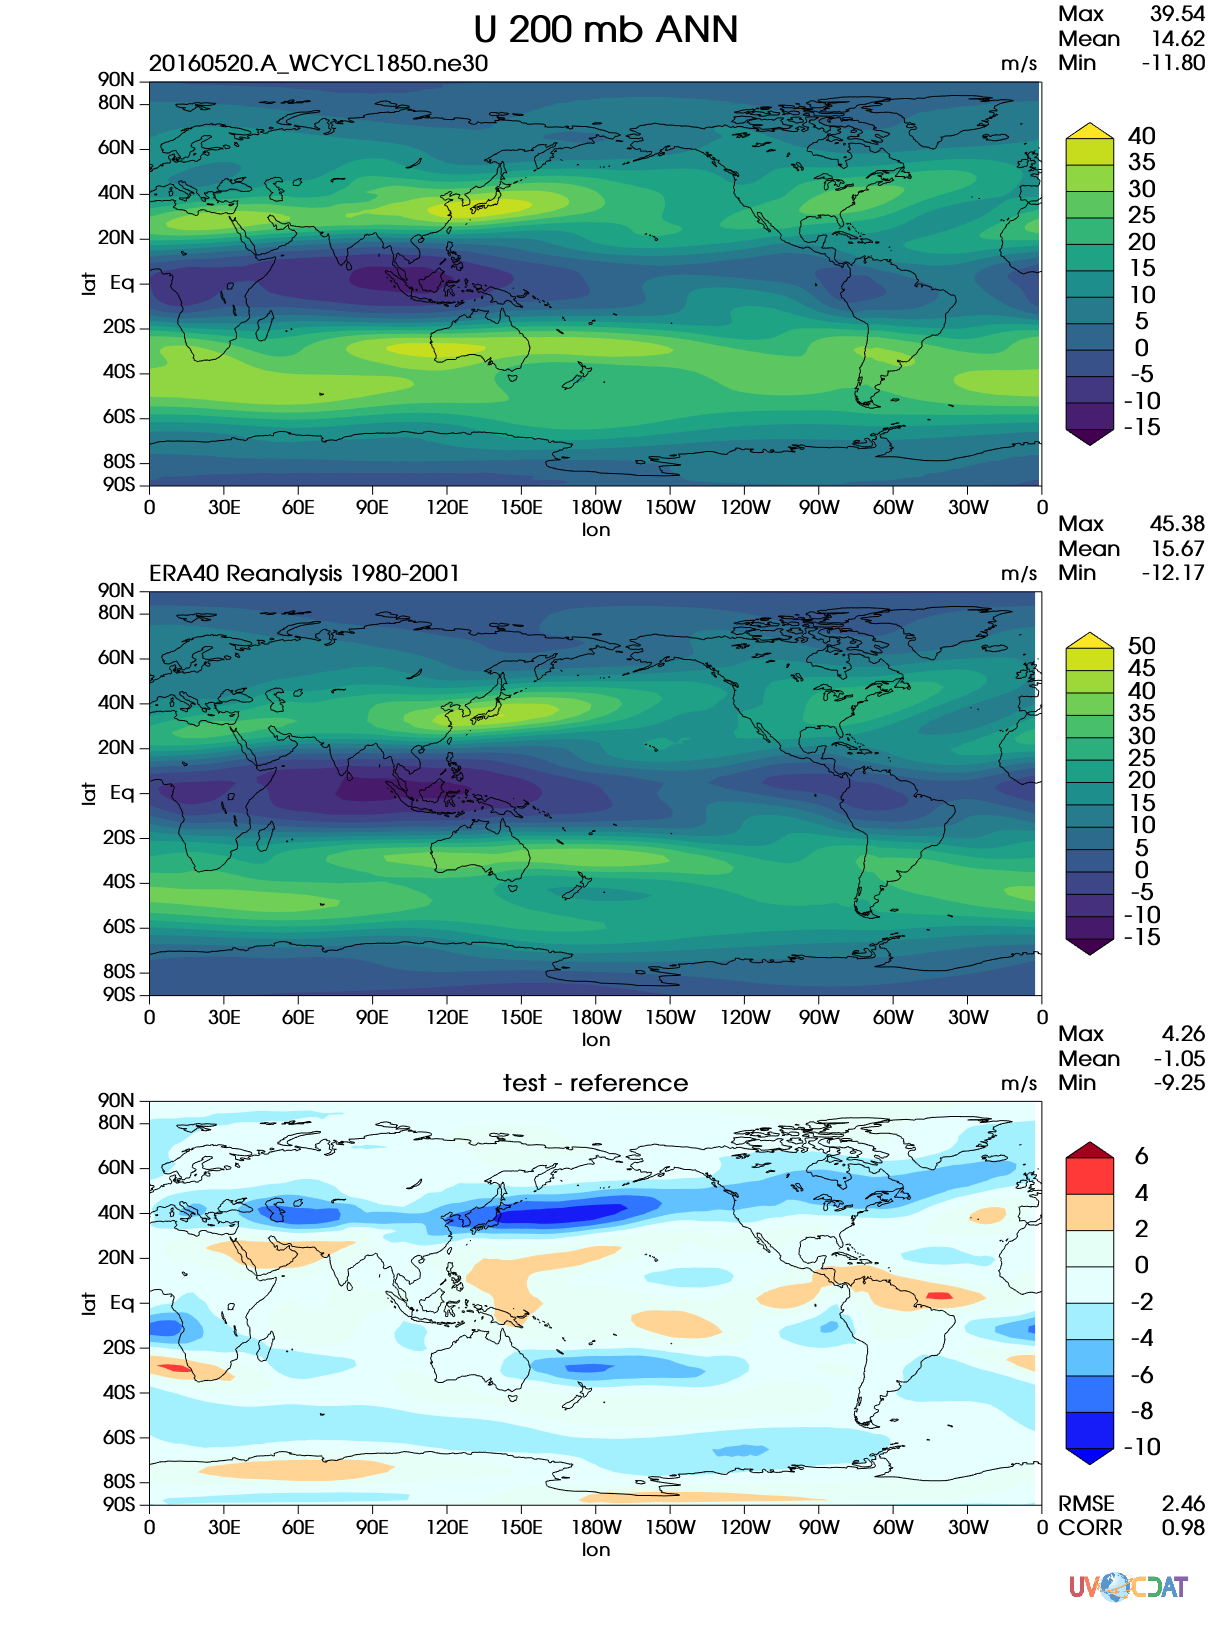 U 200 mb ANN
Max 39.54
Mean 14.62
Min -11.80
20160520.A_WCYCL1850.ne30 m/s
90N
80N
60N
40N
20N
Eq
20S
40S
60S
80S
90S
lat
0 30E 60E 90E 120E 150E 180W 150W 120W 90W 60W 30W 0
lon
40
35
30
25
20
15
10
5
0
-5
-10
-15
Max 45.38
Mean 15.67
Min -12.17
ERA40 Reanalysis 1980-2001 m/s
90N
80N
60N
40N
20N
Eq
20S
40S
60S
80S
90S
lat
0 30E 60E 90E 120E 150E 180W 150W 120W 90W 60W 30W 0
lon
50
45
40
35
30
25
20
15
10
5
0
-5
-10
-15
Max 4.26
Mean -1.05
Min -9.25
test - reference m/s
90N
80N
60N
40N
20N
Eq
20S
40S
60S
80S
90S
lat
0 30E 60E 90E 120E 150E 180W 150W 120W 90W 60W 30W 0
lon
6
4
2
0
-2
-4
-6
-8
-10
RMSE 2.46
CORR 0.98
UV CDAT